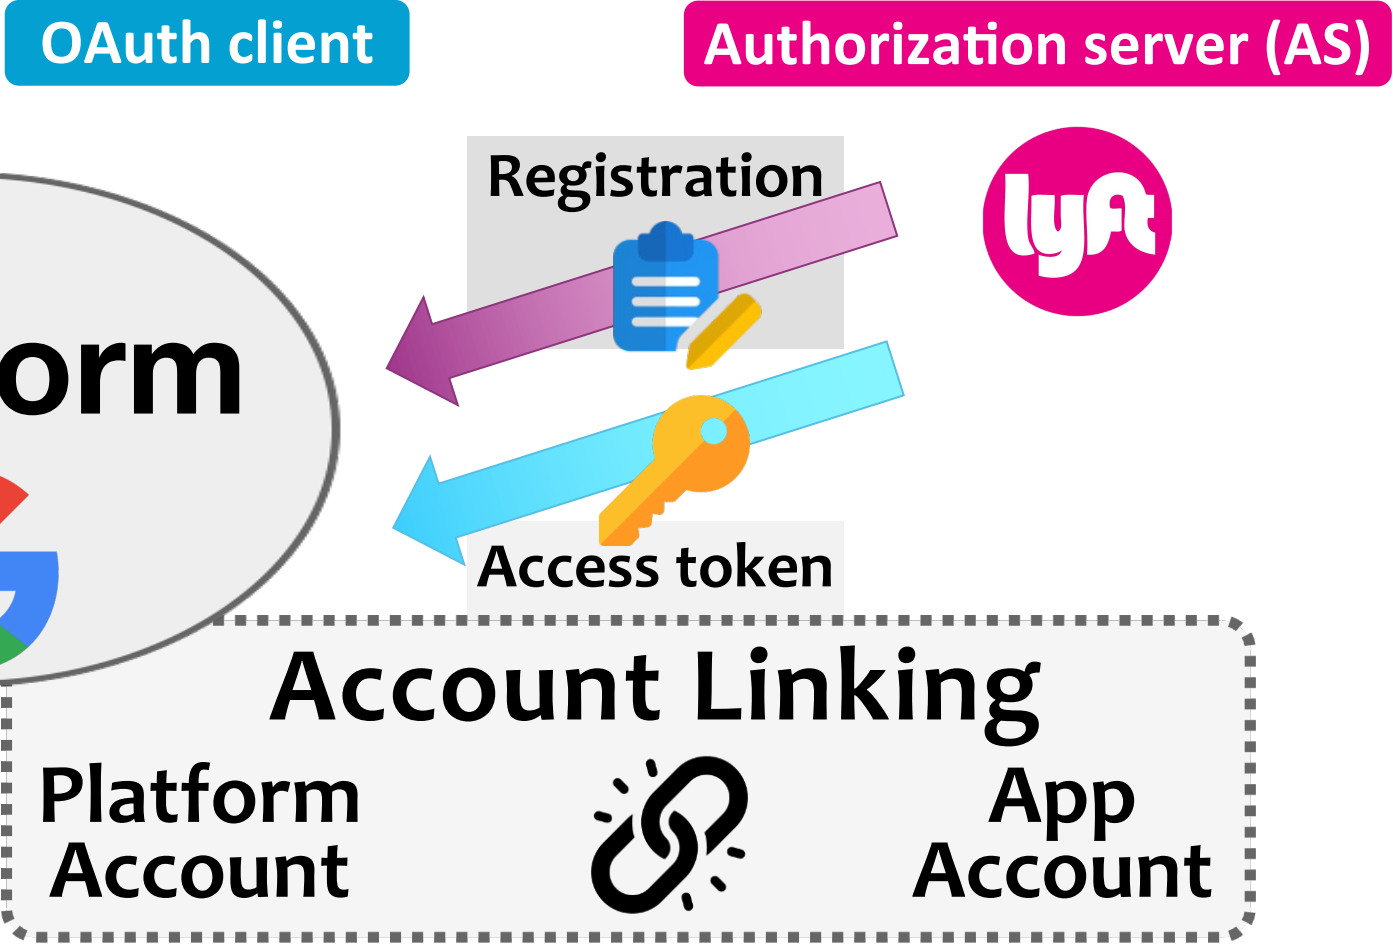 OAuth client
Authorization server (AS)
Registration
lyft
orm
Access token
Account Linking
Platform
Account
App
Account